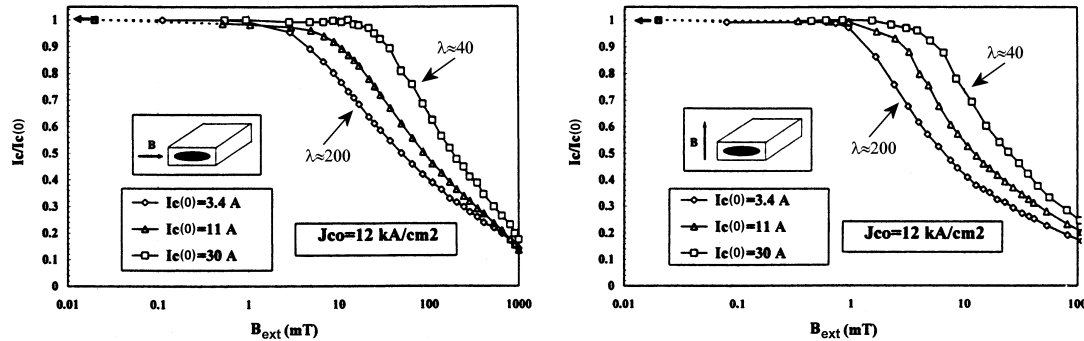 1
0.9
0.8
0.7
0.6
0.5
0.4
0.3
0.2
0.1
0
Ic/Ic(0)
λ≈40
λ≈200
B
Ic(0)=3.4 A
Ic(0)=11 A
Ic(0)=30 A
Jco=12 kA/cm2
0.01 0.1 1 10 100 1000
Bext (mT)
1
0.9
0.8
0.7
0.6
0.5
0.4
0.3
0.2
0.1
0
Ic/Ic(0)
λ≈40
λ≈200
B
Ic(0)=3.4 A
Ic(0)=11 A
Ic(0)=30 A
Jco=12 kA/cm2
0.01 0.1 1 10 100
Bext (mT)